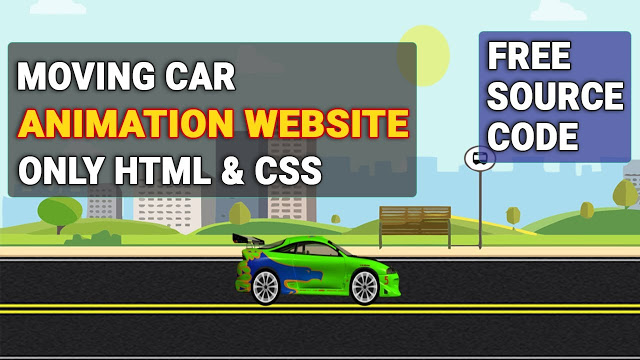 MOVING CAR
ANIMATION WEBSITE
ONLY HTML & CSS
FREE
SOURCE
CODE